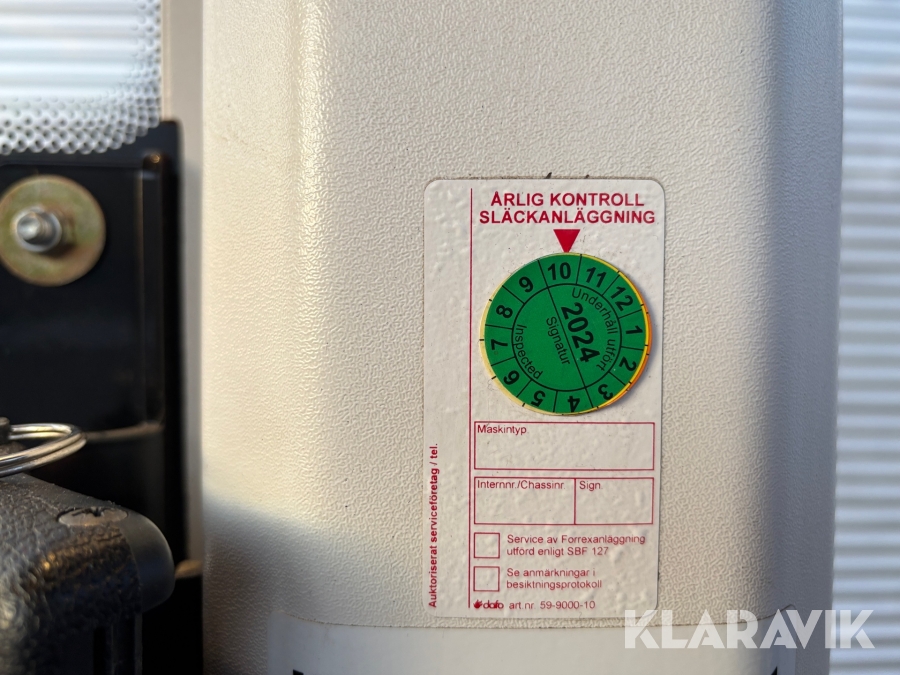 ÅRLIG KONTROLL
SLÄCKANLÄGGNING
10
11
12
1
2
3
4
5
6
7
8
9
Underhåll utfört
2024
Signatur
Inspected
Maskintyp.
Internnr./Chassinr.
Sign.
Service av Forrexanläggning
utförd enligt SBF 127
Se anmärkningar i
besiktningsprotokoll
dafo art.nr. 59-9000-10
Auktoriserat serviceföretag / tel.
KLARAVIK